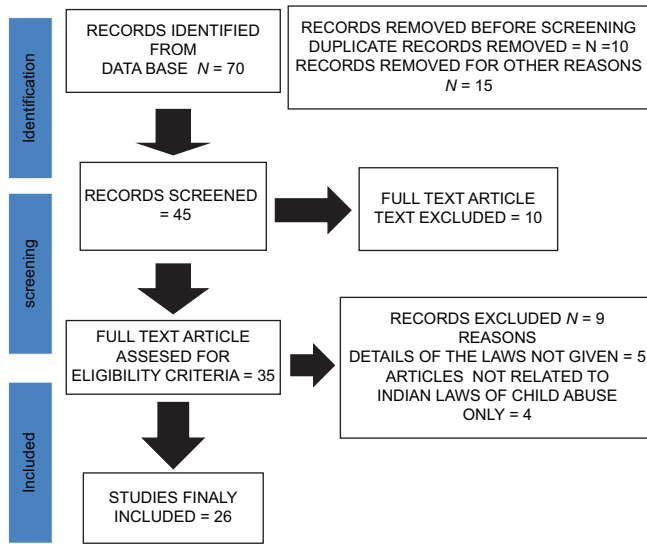 Identification
RECORDS IDENTIFIED
FROM
DATA BASE N = 70
RECORDS REMOVED BEFORE SCREENING
DUPLICATE RECORDS REMOVED = N =10
RECORDS REMOVED FOR OTHER REASONS
N = 15
screening
RECORDS SCREENED
= 45
FULL TEXT ARTICLE
TEXT EXCLUDED = 10
FULL TEXT ARTICLE
ASSESED FOR
ELIGIBILITY CRITERIA = 35
RECORDS EXCLUDED N = 9
REASONS
DETAILS OF THE LAWS NOT GIVEN = 5
ARTICLES NOT RELATED TO
INDIAN LAWS OF CHILD ABUSE
ONLY = 4
Included
STUDIES FINALY
INCLUDED = 26